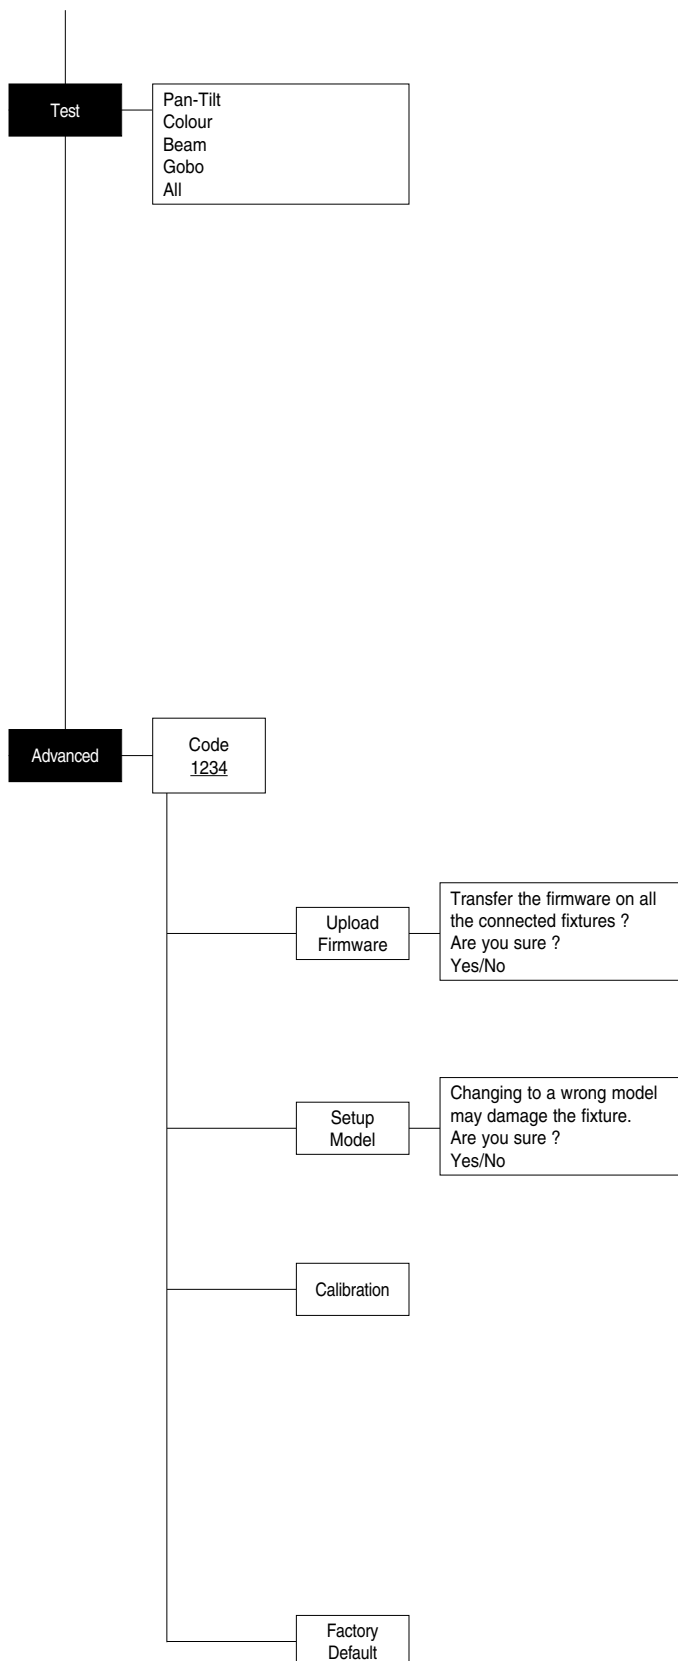 Test
Pan-Tilt
Colour
Beam
Gobo
All
Advanced
Code
1234
Upload
Firmware
Transfer the firmware on all
the connected fixtures ?
Are you sure ?
Yes/No
Setup
Model
Changing to a wrong model
may damage the fixture.
Are you sure ?
Yes/No
Calibration
Factory
Default